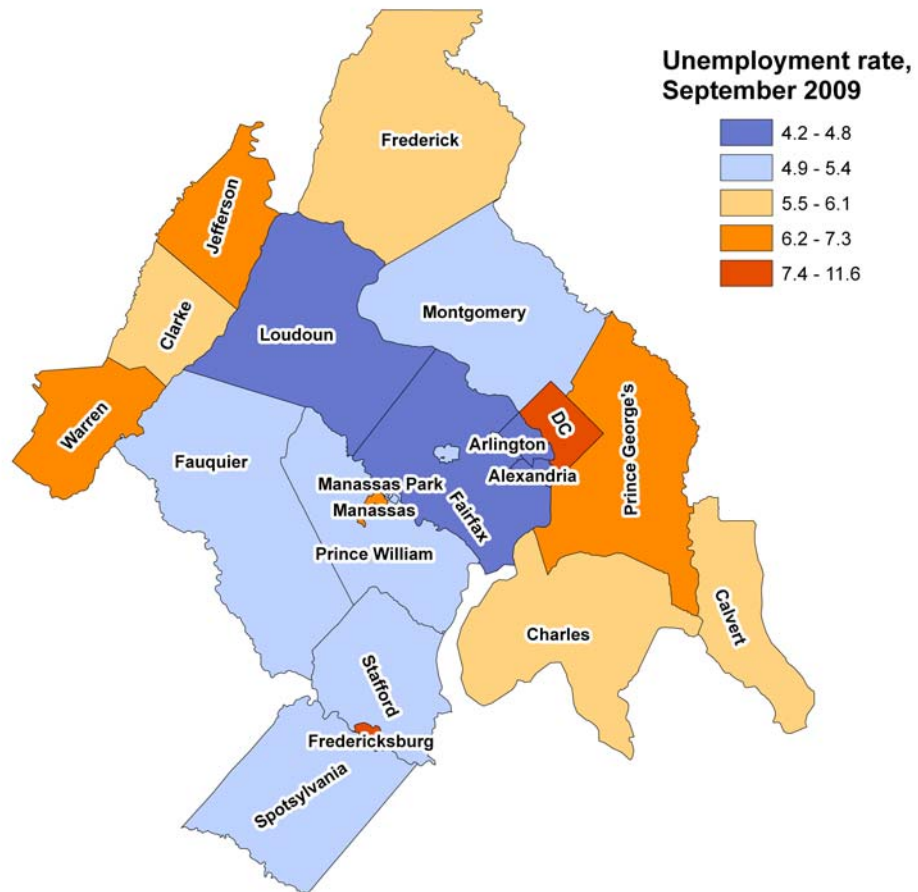 Unemployment rate,
September 2009
4.2 - 4.8
4.9 - 5.4
5.5 - 6.1
6.2 - 7.3
7.4 - 11.6
Frederick
Jefferson
Clarke
Loudoun
Montgomery
Warren
Fauquier
DC
Arlington
Alexandria
Prince George's
Manassas Park
Manassas
Fairfax
Prince William
Calvert
Charles
Stafford
Fredericksburg
Spotsylvania